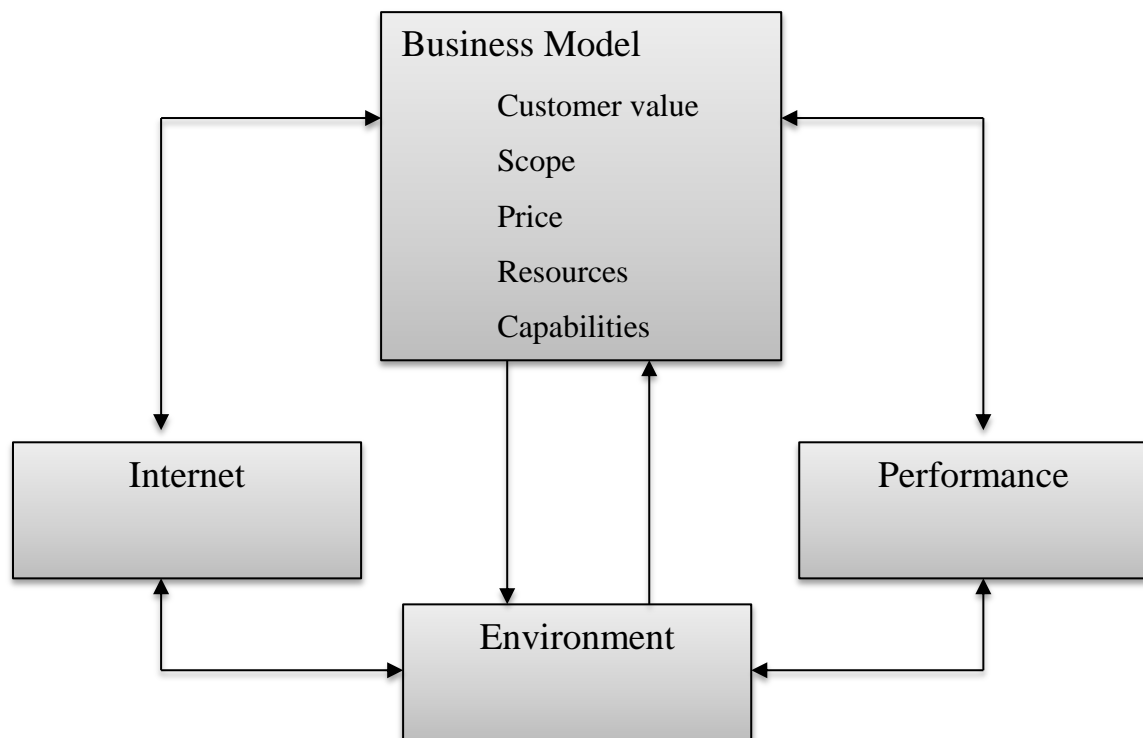 Business Model
Customer value
Scope
Price
Resources
Capabilities
Internet
Performance
Environment